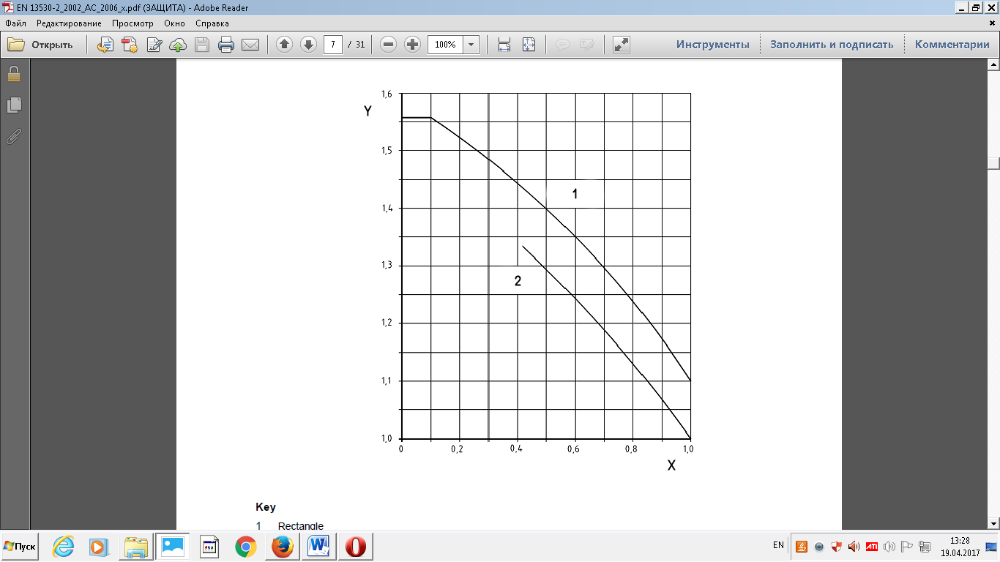 EN 13530-2_2002_AC_2006_x.pdf (ЗАЩИТА) - Adobe Reader
Файл Редактирование Просмотр Окно Справка
Открыть 7 / 31 100% Инструменты Заполнить и подписать Комментарии
Y
1,6
1,5
1
1,4
1,3
2
1,2
1,1
1,0
0 0,2 0,4 0,6 0,8 1,0
X
Key
1 Rectangle
Пуск EN ATI 13:28
19.04.2017